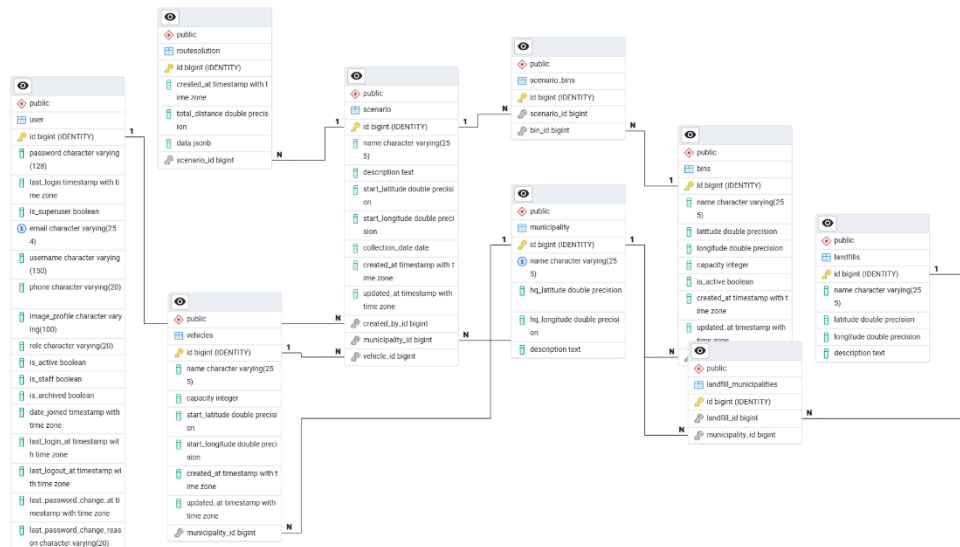 public
user
id bigint (IDENTITY)
password character varying
(128)
last_login timestamp with ti
me zone
is_superuser boolean
email character varying(25
4)
username character varying
(150)
phone character varying(20)
image_profile character vary
ing(100)
role character varying(20)
is_active boolean
is_staff boolean
is_archived boolean
date_joined timestamp with
time zone
last_login_at timestamp wit
h time zone
last_logout_at timestamp wi
th time zone
last_password_change_at ti
mestamp with time zone
last_password_change_reas
on character varying(20)
public
routesolution
id bigint (IDENTITY)
created_at timestamp with t
ime zone
total_distance double precis
ion
data jsonb
scenario_id bigint
public
vehicles
id bigint (IDENTITY)
name character varying(25
5)
capacity integer
start_latitude double precisi
on
start_longitude double preci
sion
created_at timestamp with t
ime zone
updated_at timestamp with
time zone
municipality_id bigint
public
scenario
id bigint (IDENTITY)
name character varying(25
5)
description text
start_latitude double precisi
on
start_longitude double preci
sion
collection_date date
created_at timestamp with t
ime zone
updated_at timestamp with
time zone
created_by_id bigint
municipality_id bigint
vehicle_id bigint
public
scenario_bins
id bigint (IDENTITY)
scenario_id bigint
bin_id bigint
public
municipality
id bigint (IDENTITY)
name character varying(25
5)
hq_latitude double precision
hq_longitude double precisi
on
description text
public
bins
id bigint (IDENTITY)
name character varying(25
5)
latitude double precision
longitude double precision
capacity integer
is_active boolean
created_at timestamp with t
ime zone
updated_at timestamp with
public
landfill_municipalities
id bigint (IDENTITY)
landfill_id bigint
municipality_id bigint
public
landfills
id bigint (IDENTITY)
name character varying(25
5)
latitude double precision
longitude double precision
description text
1
N
1
1
N
N
1
1
N
N
N
1
N
1
1
N
N
1
N